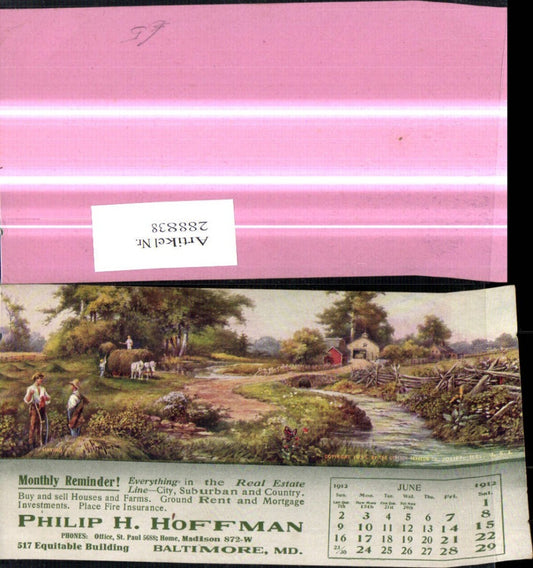 Artikel Nr.
288838
Monthly Reminder! Everything in the Real Estate
Line—City, Suburban and Country.
Buy and sell Houses and Farms. Ground Rent and Mortgage
Investments. Place Fire Insurance.
PHILIP H. HOFFMAN
PHONES: Office, St. Paul 5688; Home, Madison 872-W
517 Equitable Building BALTIMORE, MD.
1912 JUNE 1912
Sun. Mon. Tue. Wed. Thu. Fri. Sat.
1
2 3 4 5 6 7 8
9 10 11 12 13 14 15
16 17 18 19 20 21 22
23/30 24 25 26 27 28 29